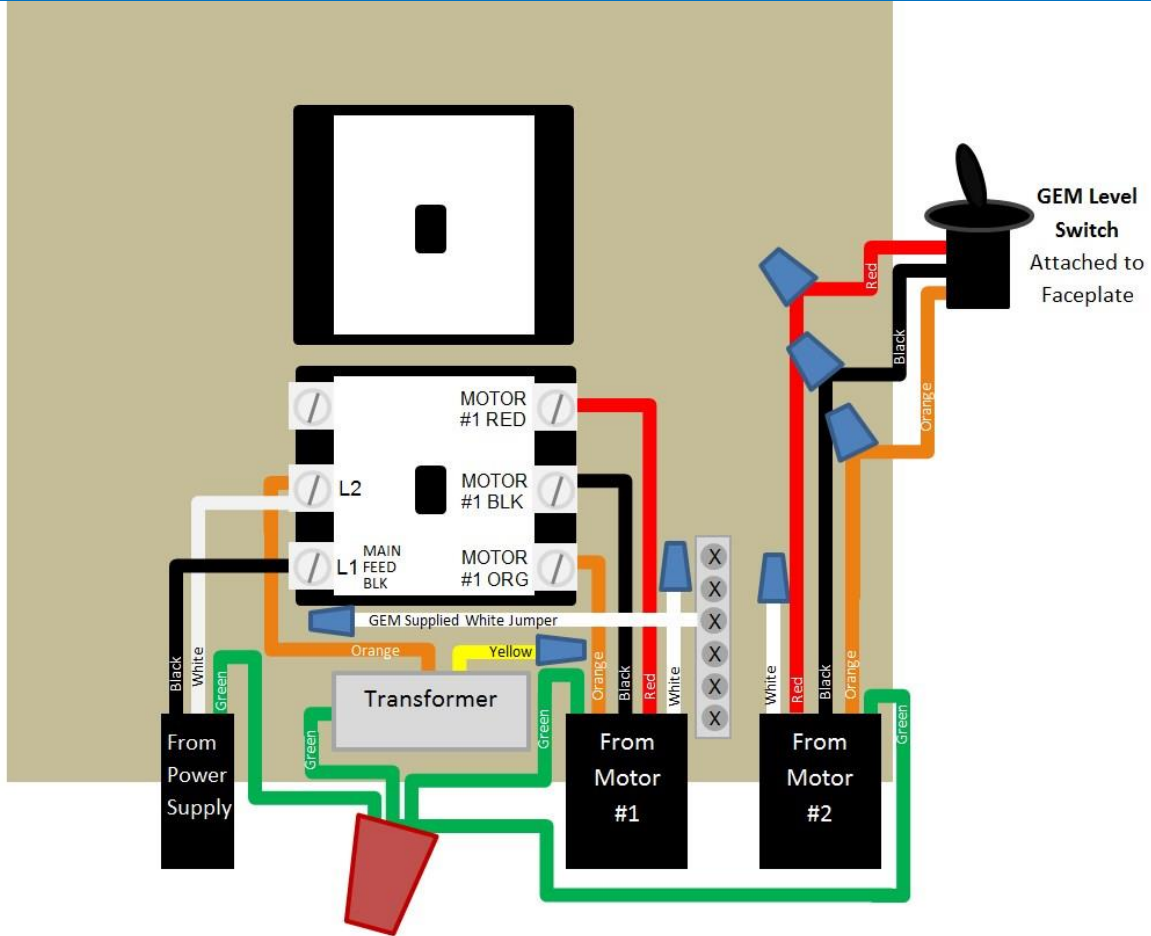 GEM Level
Switch
Attached to
Faceplate
Red
Black
Orange
MOTOR
#1 RED
L2
MOTOR
#1 BLK
L1
MAIN
FEED
BLK
MOTOR
#1 ORG
X
X
X
X
X
X
GEM Supplied White Jumper
Orange
Yellow
Black
White
Green
Transformer
Green
Green
Orange
Black
Red
White
White
Red
Black
Orange
Green
From
Power
Supply
From
Motor
#1
From
Motor
#2